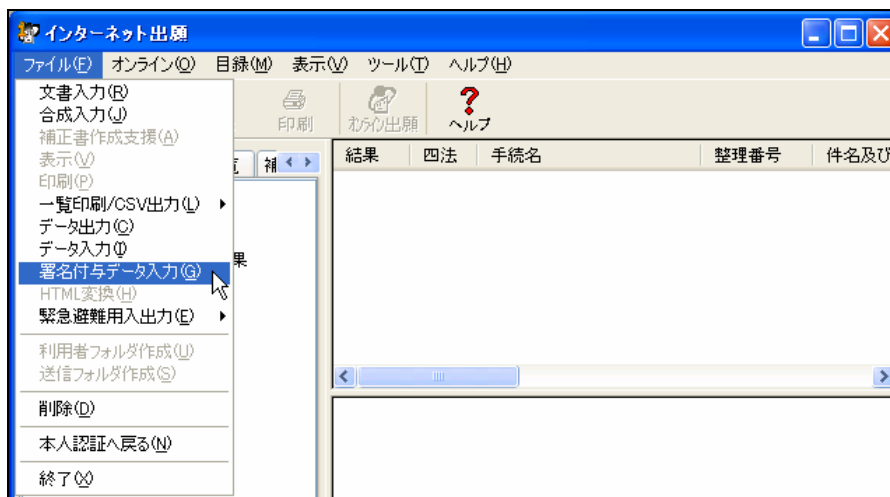 インターネット出願
ファイル(F) オンライン(O) 目録(M) 表示(V) ツール(T) ヘルプ(H)
文書入力(R)
合成入力(J)
補正書作成支援(A)
表示(V)
印刷(P)
一覧印刷/CSV出力(L)
データ出力(C)
データ入力(I)
署名付与データ入力(G)
HTML変換(H)
緊急避難用入出力(E)
利用者フォルダ作成(U)
送信フォルダ作成(S)
削除(D)
本人認証へ戻る(N)
終了(X)
印刷 オンライン出願 ヘルプ
補
果
結果 四法 手続名 整理番号 件名及び